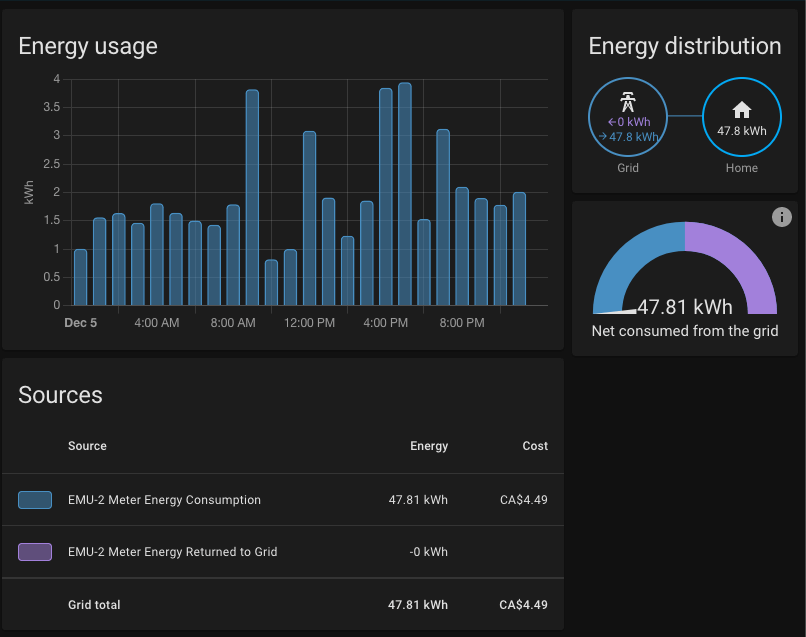 Energy usage
4
3.5
3
2.5
2
1.5
1
0.5
0
kWh
Dec 5 4:00 AM 8:00 AM 12:00 PM 4:00 PM 8:00 PM
Energy distribution
←0 kWh
→47.8 kWh
47.8 kWh
Grid Home
i
47.81 kWh
Net consumed from the grid
Sources
Source Energy Cost
EMU-2 Meter Energy Consumption 47.81 kWh CA$4.49
EMU-2 Meter Energy Returned to Grid -0 kWh
Grid total 47.81 kWh CA$4.49